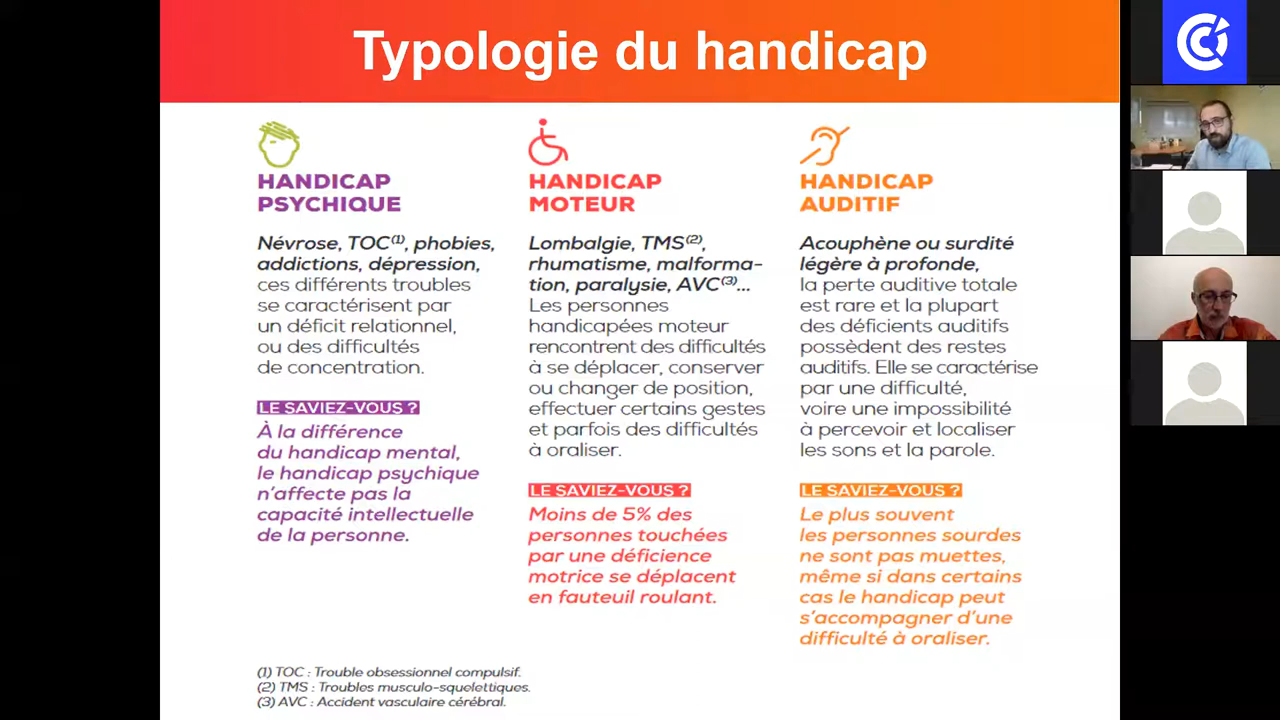 Typologie du handicap
HANDICAP
PSYCHIQUE
Névrose, TOC(1), phobies,
addictions, dépression,
ces différents troubles
se caractérisent par
un déficit relationnel,
ou des difficultés
de concentration.
LE SAVIEZ-VOUS ?
À la différence
du handicap mental,
le handicap psychique
n'affecte pas la
capacité intellectuelle
de la personne.
HANDICAP
MOTEUR
Lombalgie, TMS(2),
rhumatisme, malforma-
tion, paralysie, AVC(3)...
Les personnes
handicapées moteur
rencontrent des difficultés
à se déplacer, conserver
ou changer de position,
effectuer certains gestes
et parfois des difficultés
à oraliser.
LE SAVIEZ-VOUS ?
Moins de 5% des
personnes touchées
par une déficience
motrice se déplacent
en fauteuil roulant.
HANDICAP
AUDITIF
Acouphène ou surdité
légère à profonde,
la perte auditive totale
est rare et la plupart
des déficients auditifs
possèdent des restes
auditifs. Elle se caractérise
par une difficulté,
voire une impossibilité
à percevoir et localiser
les sons et la parole.
LE SAVIEZ-VOUS ?
Le plus souvent
les personnes sourdes
ne sont pas muettes,
même si dans certains
cas le handicap peut
s'accompagner d'une
difficulté à oraliser.
(1) TOC : Trouble obsessionnel compulsif.
(2) TMS : Troubles musculo-squelettiques.
(3) AVC : Accident vasculaire cérébral.